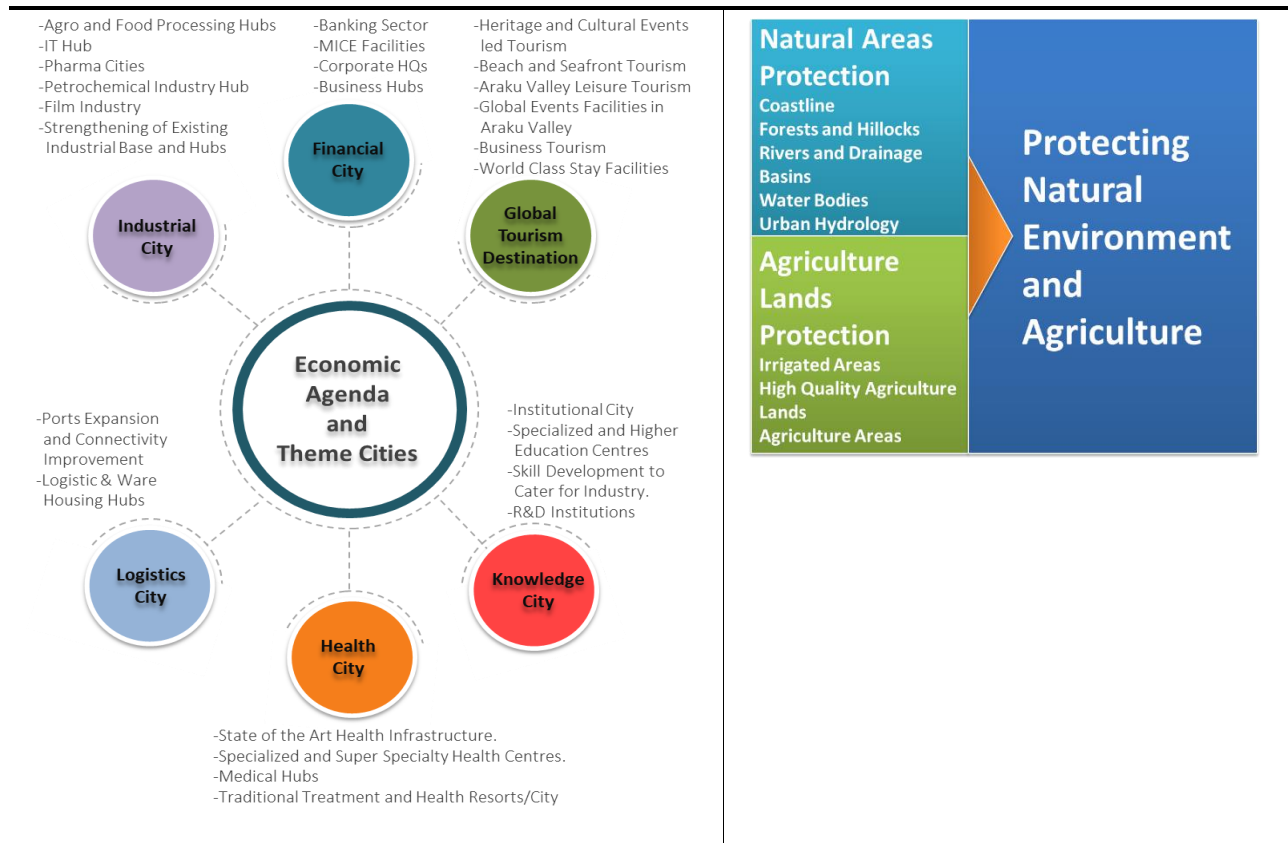 -Agro and Food Processing Hubs
-IT Hub
-Pharma Cities
-Petrochemical Industry Hub
-Film Industry
-Strengthening of Existing
Industrial Base and Hubs
-Banking Sector
-MICE Facilities
-Corporate HQs
-Business Hubs
-Heritage and Cultural Events
led Tourism
-Beach and Seafront Tourism
-Araku Valley Leisure Tourism
-Global Events Facilities in
Araku Valley
-Business Tourism
-World Class Stay Facilities
Financial
City
Industrial
City
Global
Tourism
Destination
Economic
Agenda
and
Theme Cities
-Ports Expansion
and Connectivity
Improvement
-Logistic & Ware
Housing Hubs
-Institutional City
-Specialized and Higher
Education Centres
-Skill Development to
Cater for Industry.
-R&D Institutions
Logistics
City
Knowledge
City
Health
City
-State of the Art Health Infrastructure.
-Specialized and Super Specialty Health Centres.
-Medical Hubs
-Traditional Treatment and Health Resorts/City
Natural Areas
Protection
Coastline
Forests and Hillocks
Rivers and Drainage
Basins
Water Bodies
Urban Hydrology
Agriculture
Lands
Protection
Irrigated Areas
High Quality Agriculture
Lands
Agriculture Areas
Protecting
Natural
Environment
and
Agriculture